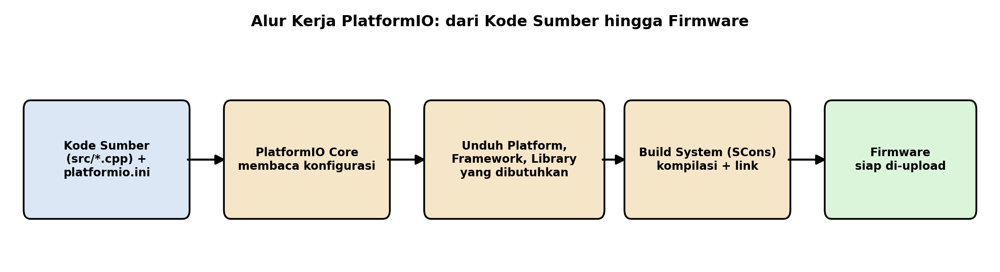 Alur Kerja PlatformIO: dari Kode Sumber hingga Firmware
Kode Sumber
(src/*.cpp) +
platformio.ini
PlatformIO Core
membaca konfigurasi
Unduh Platform,
Framework, Library
yang dibutuhkan
Build System (SCons)
kompilasi + link
Firmware
siap di-upload